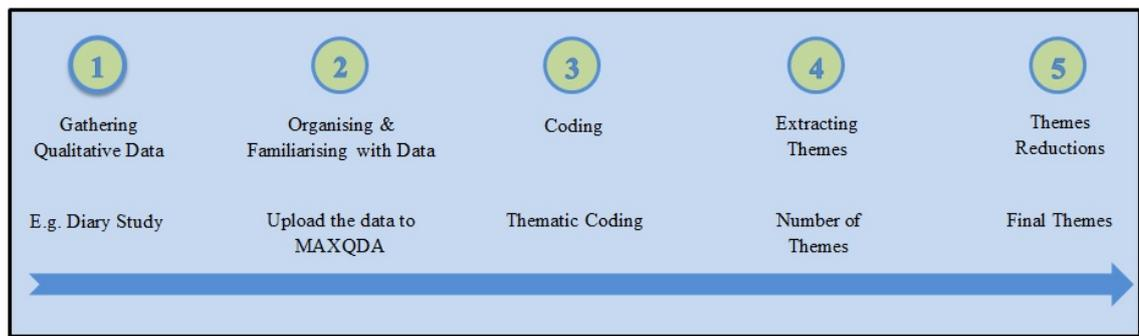 1
Gathering
Qualitative Data
E.g. Diary Study
2
Organising &
Familiarising with Data
Upload the data to
MAXQDA
3
Coding
Thematic Coding
4
Extracting
Themes
Number of
Themes
5
Themes
Reductions
Final Themes